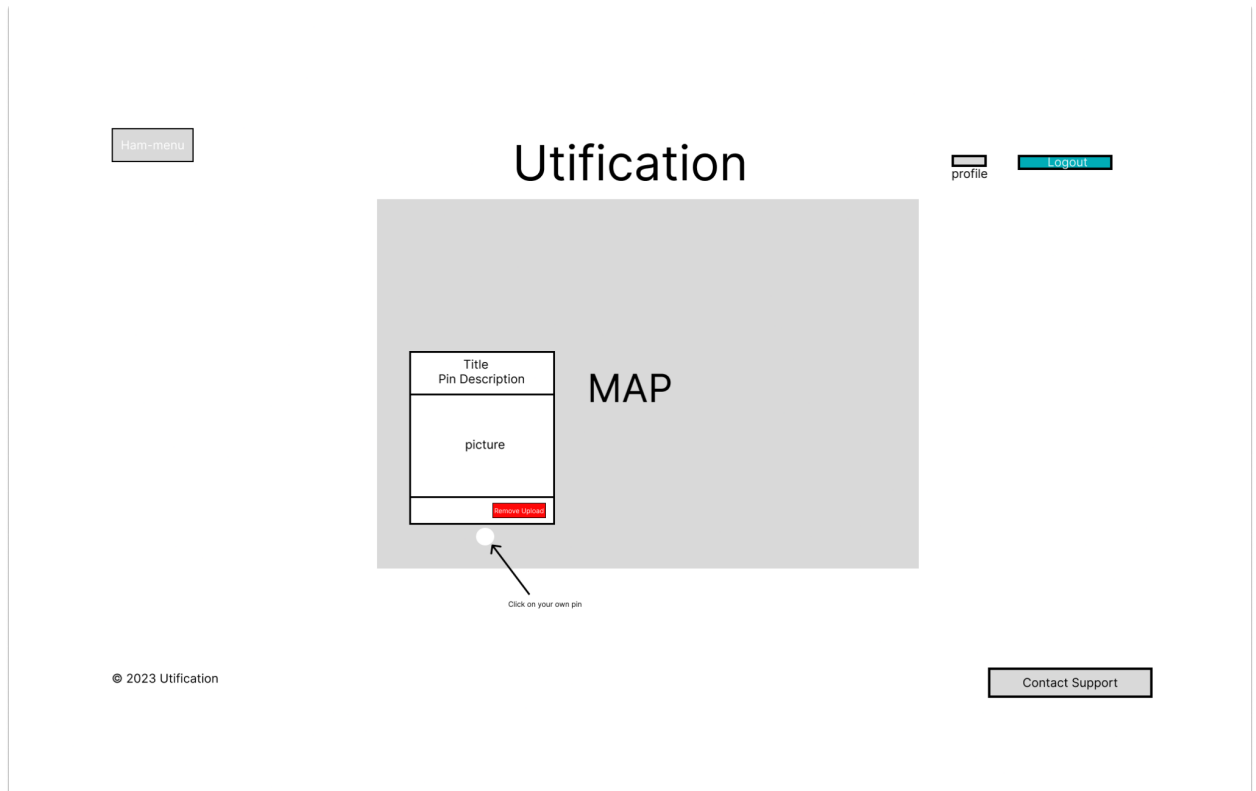 Ham-menu
Utification
profile
Logout
MAP
Title
Pin Description
picture
Remove Upload
Click on your own pin
© 2023 Utification
Contact Support